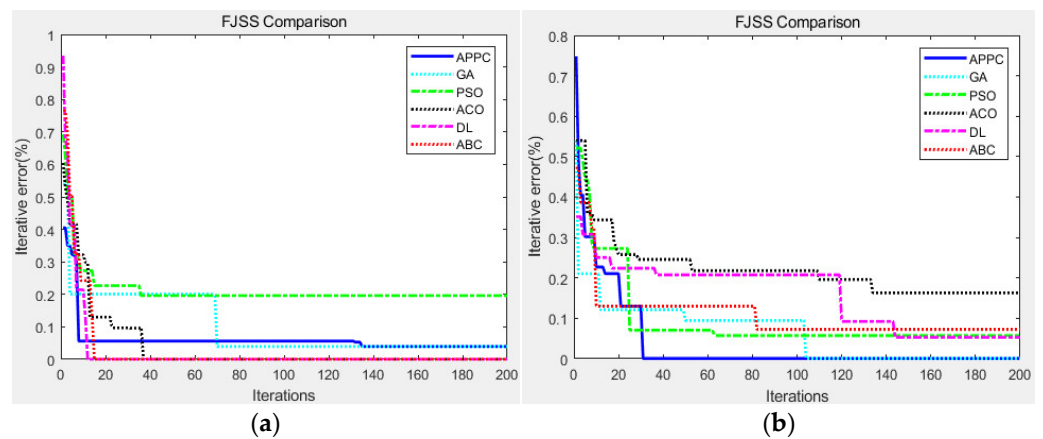 FJSS Comparison
1
0.9
0.8
0.7
0.6
0.5
0.4
0.3
0.2
0.1
0
Iterative error(%)
APPC
GA
PSO
ACO
DL
ABC
0 20 40 60 80 100 120 140 160 180 200
Iterations
(a)
FJSS Comparison
0.8
0.7
0.6
0.5
0.4
0.3
0.2
0.1
0
Iterative error(%)
APPC
GA
PSO
ACO
DL
ABC
0 20 40 60 80 100 120 140 160 180 200
Iterations
(b)